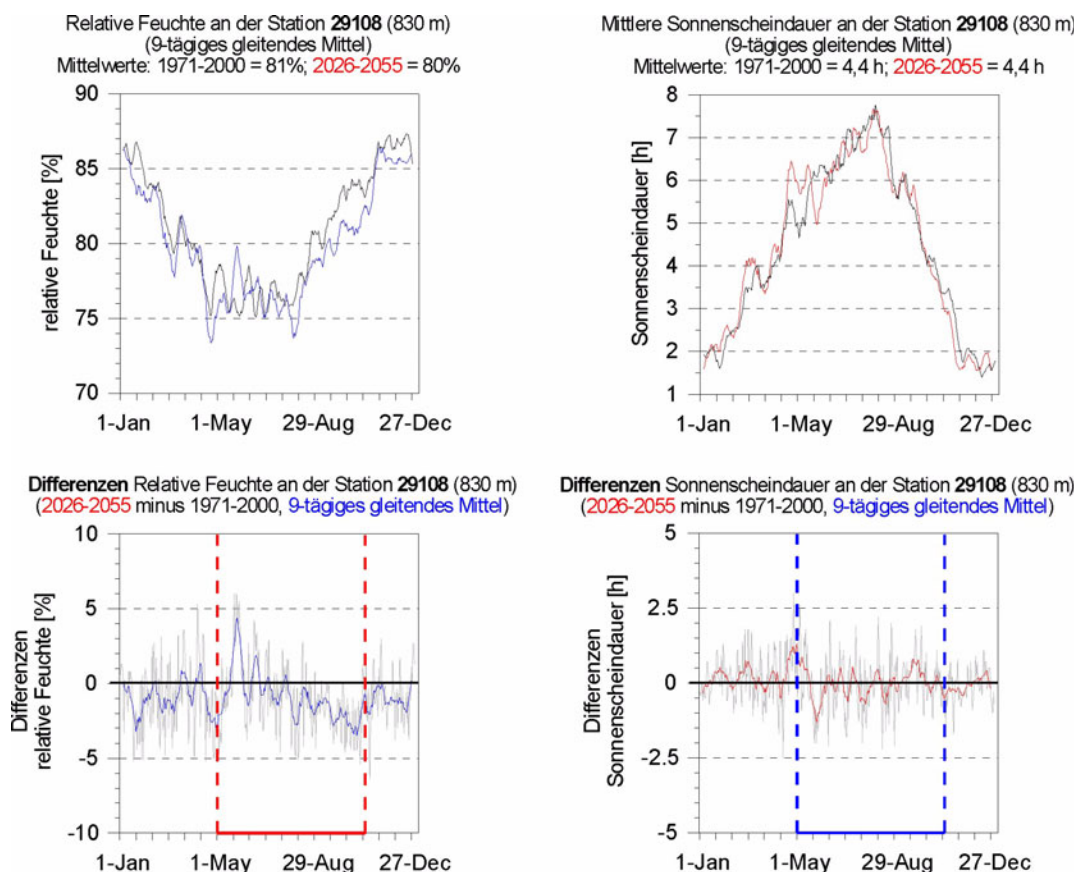 Relative Feuchte an der Station 29108 (830 m)
(9-tägiges gleitendes Mittel)
Mittelwerte: 1971-2000 = 81%; 2026-2055 = 80%
90
85
80
75
70
relative Feuchte [%]
1-Jan 1-May 29-Aug 27-Dec
Mittlere Sonnenscheindauer an der Station 29108 (830 m)
(9-tägiges gleitendes Mittel)
Mittelwerte: 1971-2000 = 4,4 h; 2026-2055 = 4,4 h
8
7
6
5
4
3
2
1
Sonnenscheindauer [h]
1-Jan 1-May 29-Aug 27-Dec
Differenzen Relative Feuchte an der Station 29108 (830 m)
(2026-2055 minus 1971-2000, 9-tägiges gleitendes Mittel)
10
5
0
-5
-10
Differenzen
relative Feuchte [%]
1-Jan 1-May 29-Aug 27-Dec
Differenzen Sonnenscheindauer an der Station 29108 (830 m)
(2026-2055 minus 1971-2000, 9-tägiges gleitendes Mittel)
5
2.5
0
-2.5
-5
Differenzen
Sonnenscheindauer [h]
1-Jan 1-May 29-Aug 27-Dec